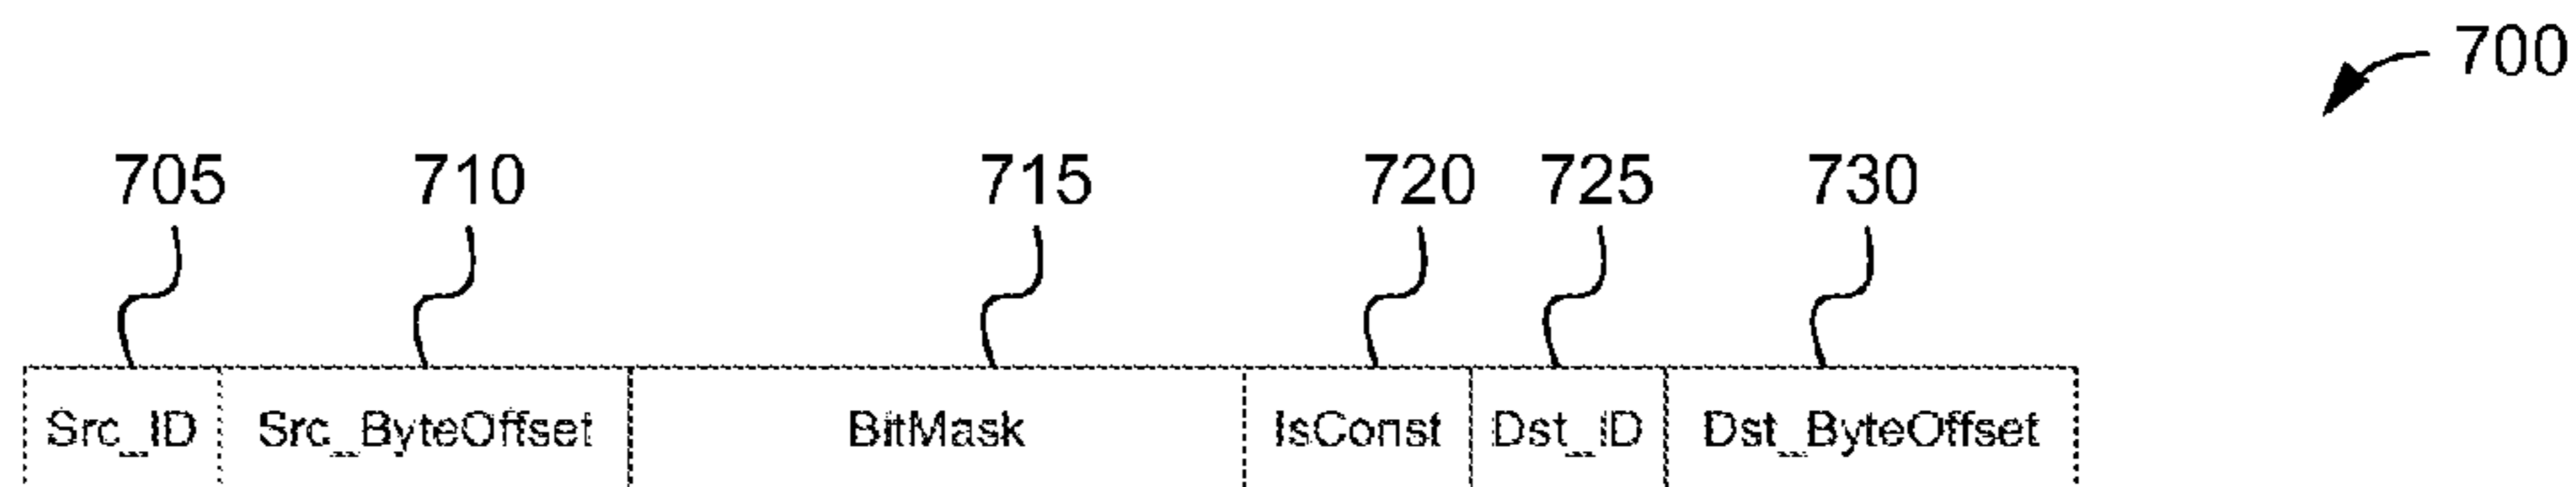 700
705 710 715 720 725 730
Src_ID Src_ByteOffset BitMask IsConst Dst_ID Dst_ByteOffset